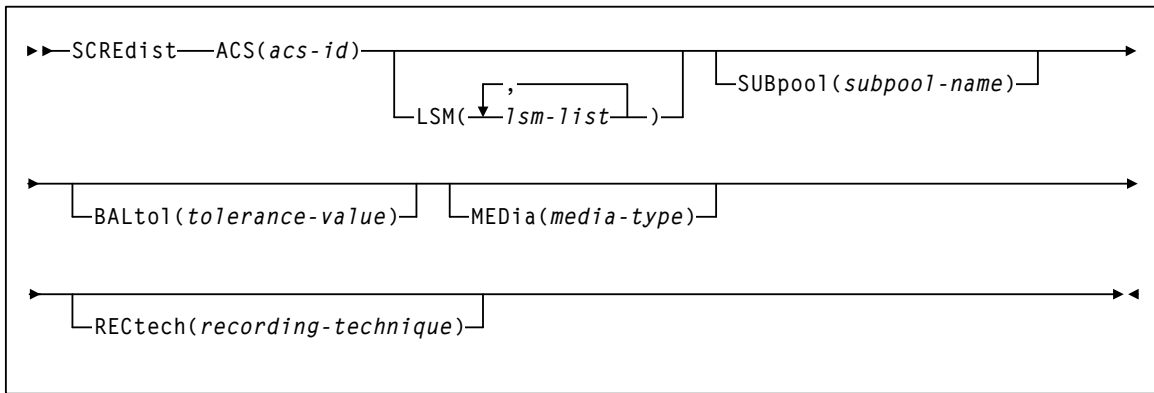 SCREdist ACS(acs-id)
,
LSM( lsm-list )
SUBpool(subpool-name)
BALtol(tolerance-value) MEDia(media-type)
RECtech(recording-technique)